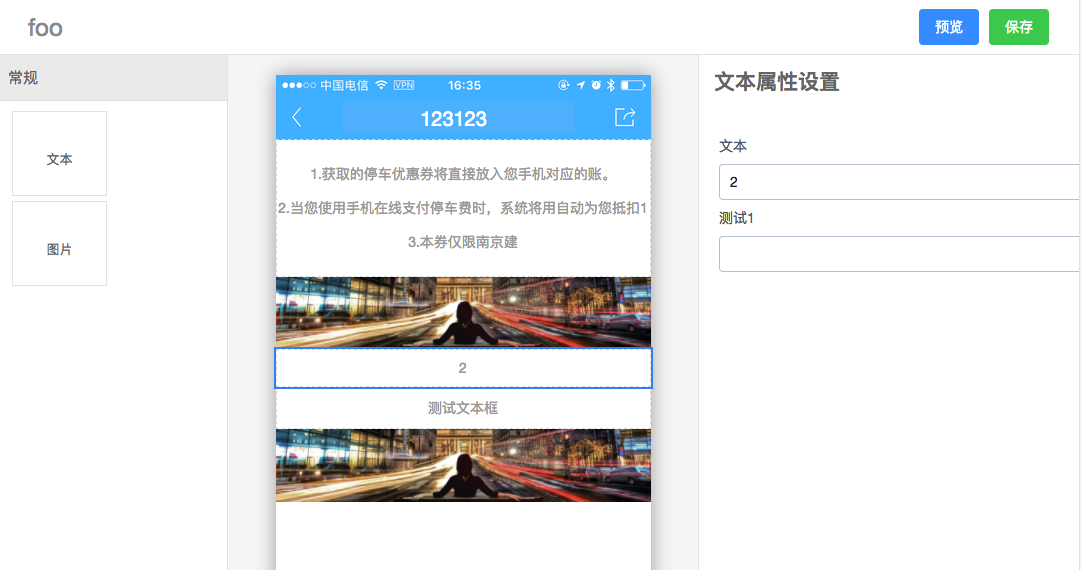 foo
预览
保存
常规
文本
图片
中国电信
VPN
16:35
123123
1.获取的停车优惠券将直接放入您手机对应的账。
2.当您使用手机在线支付停车费时，系统将用自动为您抵扣1
3.本券仅限南京建
2
测试文本框
文本属性设置
文本
2
测试1